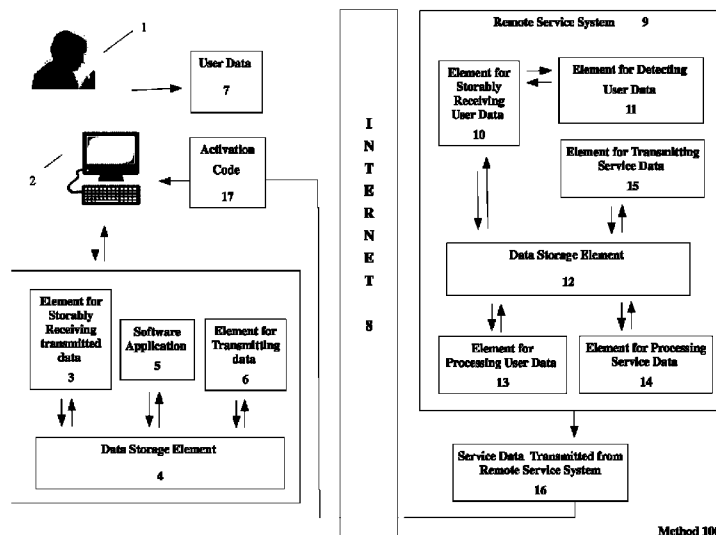 1
User Data
7
2
Activation
Code
17
Element for
Storably
Receiving
transmitted
data
3
Software
Application
5
Element for
Transmitting
data
6
Data Storage Element
4
I
N
T
E
R
N
E
T
8
Remote Service System 9
Element for
Storably
Receiving
User Data
10
Element for Detecting
User Data
11
Element for Transmitting
Service Data
15
Data Storage Element
12
Element for
Processing User Data
13
Element for Processing
Service Data
14
Service Data Transmitted from
Remote Service System
16
Method 100